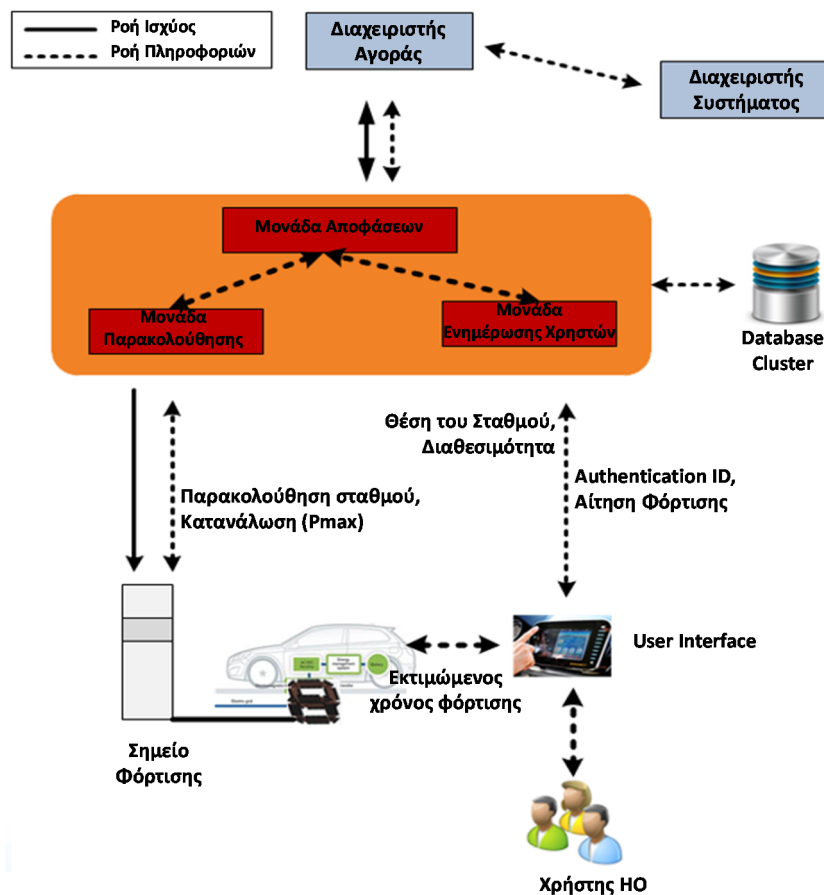 Ροή Ισχύος
Ροή Πληροφοριών
Διαχειριστής
Αγοράς
Διαχειριστής
Συστήματος
Μονάδα Αποφάσεων
Μονάδα
Παρακολούθησης
Μονάδα
Ενημέρωσης Χρηστών
Database
Cluster
Θέση του Σταθμού,
Διαθεσιμότητα
Authentication ID,
Αίτηση Φόρτισης
Παρακολούθηση σταθμού,
Κατανάλωση (Pmax)
User Interface
Εκτιμώμενος
χρόνος φόρτισης
Σημείο
Φόρτισης
Χρήστης ΗΟ